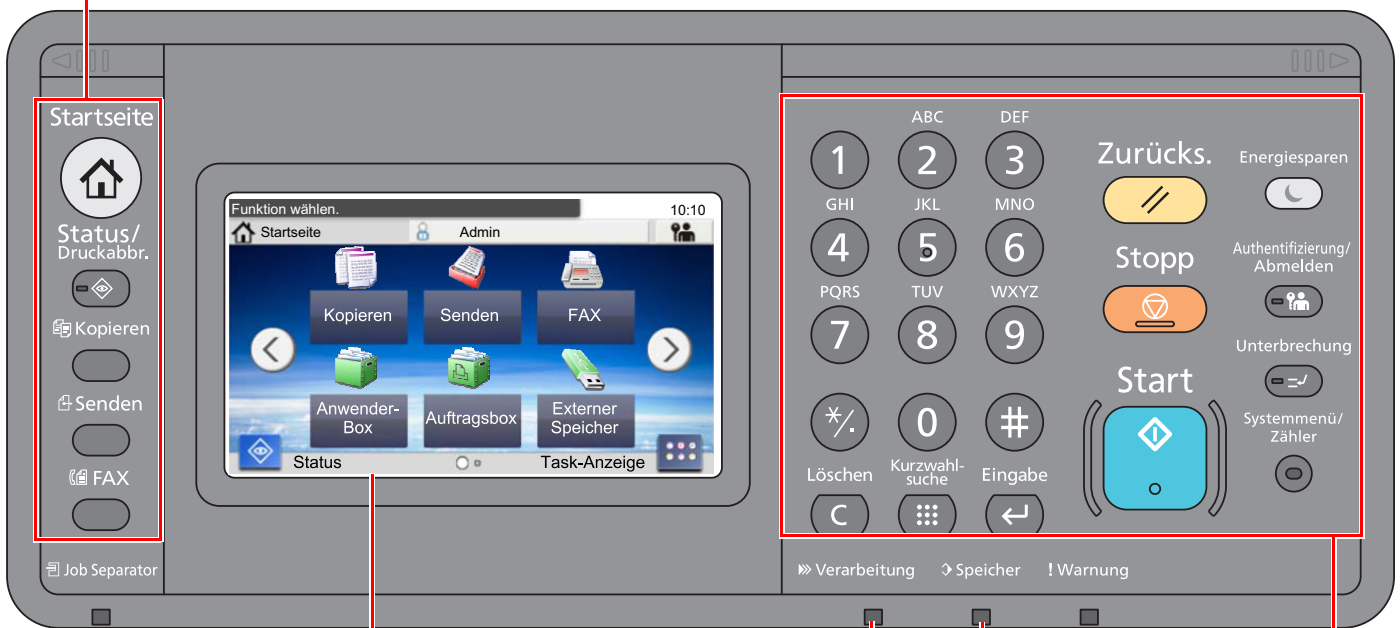 Startseite
Status/
Druckabbr.
Kopieren
Senden
FAX
Job Separator
Funktion wählen.
10:10
Startseite
Admin
Kopieren
Senden
FAX
Anwender-
Box
Auftragsbox
Externer
Speicher
Status
Task-Anzeige
ABC
DEF
1
2
3
GHI
JKL
MNO
4
5
6
PQRS
TUV
WXYZ
7
8
9
*/.
0
#
Löschen
Kurzwahl-
suche
Eingabe
C
Zurücks.
Stopp
Start
Energiesparen
Authentifizierung/
Abmelden
Unterbrechung
Systemmenü/
Zähler
Verarbeitung
Speicher
! Warnung